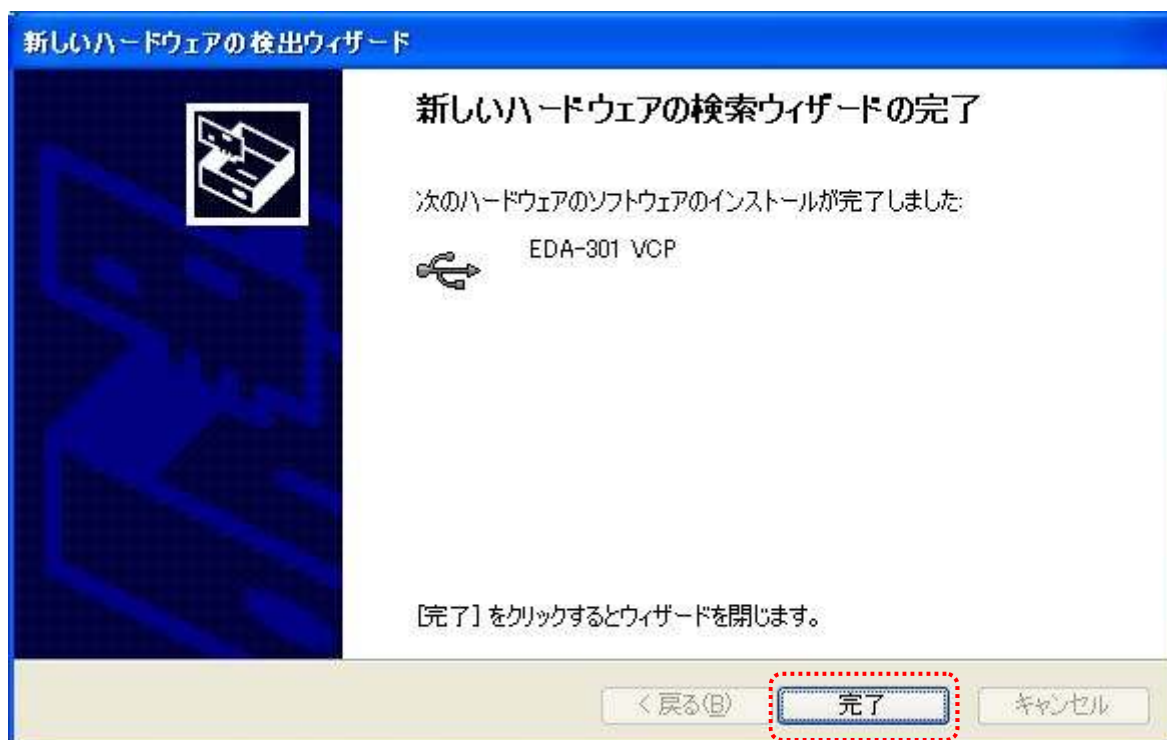 新しいハードウェアの検出ウィザード
新しいハードウェアの検索ウィザードの完了
次のハードウェアのソフトウェアのインストールが完了しました:
EDA-301 VCP
[完了] をクリックするとウィザードを閉じます。
< 戻る(B) 完了 キャンセル